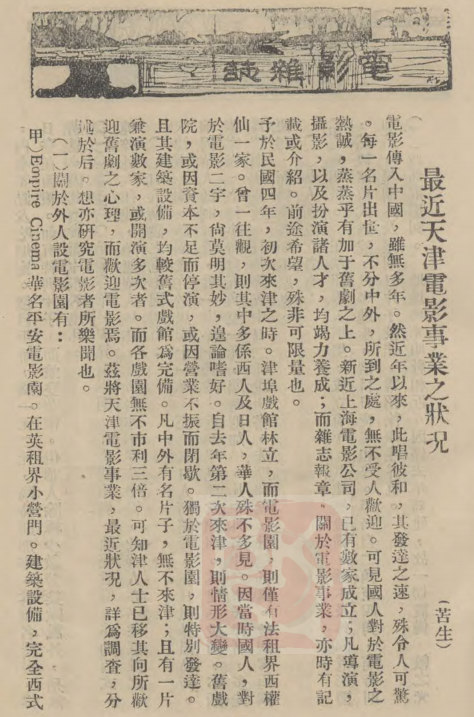 電影雜誌
最近天津電影事業之狀况
(苦生)
電影傳入中國，雖無多年。然近年以來，此唱彼和，其發達之速，殊令人可驚
。每一名片出世，不分中外，所到之處，無不受人歡迎。可見國人對於電影之
熱誠，蒸蒸乎有加于舊劇之上。新近上海電影公司，已有數家成立；凡導演，
攝影，以及扮演諸人才，均竭力養成；而雜志報章，關於電影事業，亦時有記
載或介紹。前途希望，殊非可限量也。
予於民國四年，初次來津之時。津埠戲館林立，而電影園，則僅有法租界西權
仙一家。曾一往觀，則其中多係西人及日人，華人殊不多見。因當時國人，對
於電影二字，尙莫明其妙，遑論嗜好。自去年第二次來津，則情形大變。舊戲
院，或因資本不足而停演，或因營業不振而閉歇。獨於電影園，則特別發達。
且其建築設備，均較舊式戲館爲完備。凡中外有名片子，無不來津；且有一片
兼演數家，或開演多次者。而各戲園無不市利三倍。可知津人士已移其向所歡
迎舊劇之心理，而歡迎電影焉。茲將天津電影事業，最近狀况，詳爲調查，分
述於后。想亦研究電影者所樂聞也。
(一)關於外人設電影園有：
甲)Empire Cinema 華名平安電影南。在英租界小營門。建築設備，完全西式